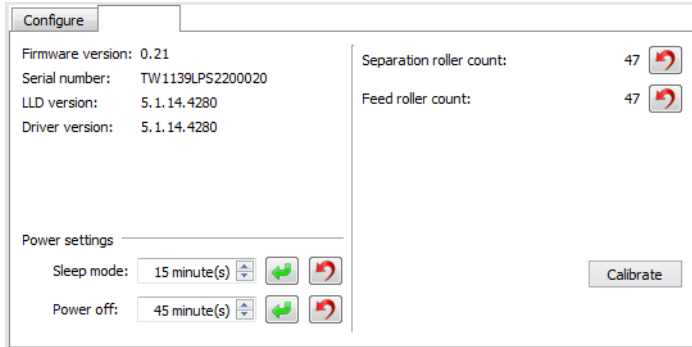 Configure
Firmware version: 0.21
Serial number: TW1139LPS2200020
LLD version: 5.1.14.4280
Driver version: 5.1.14.4280
Separation roller count: 47
Feed roller count: 47
Power settings
Sleep mode: 15 minute(s)
Power off: 45 minute(s)
Calibrate